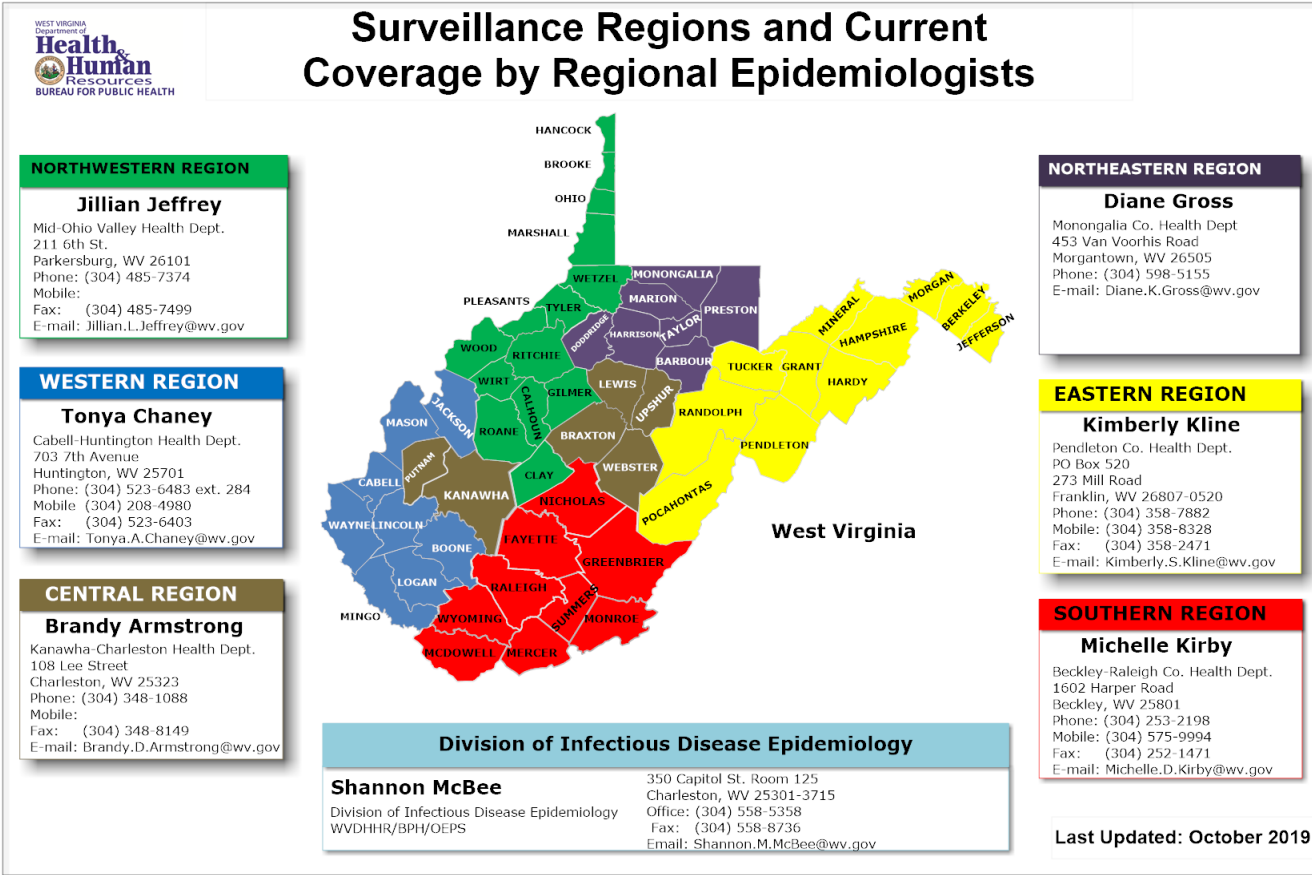 WEST VIRGINIA
Department of
Health &
Human
Resources
BUREAU FOR PUBLIC HEALTH
Surveillance Regions and Current
Coverage by Regional Epidemiologists
NORTHWESTERN REGION
Jillian Jeffrey
Mid-Ohio Valley Health Dept.
211 6th St.
Parkersburg, WV 26101
Phone: (304) 485-7374
Mobile:
Fax: (304) 485-7499
E-mail: Jillian.L.Jeffrey@wv.gov
WESTERN REGION
Tonya Chaney
Cabell-Huntington Health Dept.
703 7th Avenue
Huntington, WV 25701
Phone: (304) 523-6483 ext. 284
Mobile (304) 208-4980
Fax: (304) 523-6403
E-mail: Tonya.A.Chaney@wv.gov
CENTRAL REGION
Brandy Armstrong
Kanawha-Charleston Health Dept.
108 Lee Street
Charleston, WV 25323
Phone: (304) 348-1088
Mobile:
Fax: (304) 348-8149
E-mail: Brandy.D.Armstrong@wv.gov
HANCOCK
BROOKE
OHIO
MARSHALL
WETZEL
MONONGALIA
PLEASANTS
TYLER
MARION
PRESTON
DODDRIDGE
HARRISON
TAYLOR
WOOD
RITCHIE
BARBOUR
MINERAL
MORGAN
BERKELEY
JEFFERSON
HAMPSHIRE
TUCKER
GRANT
HARDY
WIRT
CALHOUN
GILMER
LEWIS
UPSHUR
RANDOLPH
MASON
JACKSON
ROANE
BRAXTON
PENDLETON
PUTNAM
CABELL
KANAWHA
CLAY
WEBSTER
NICHOLAS
POCAHONTAS
WAYNE
LINCOLN
BOONE
FAYETTE
GREENBRIER
LOGAN
RALEIGH
SUMMERS
MINGO
WYOMING
MONROE
MCDOWELL
MERCER
West Virginia
NORTHEASTERN REGION
Diane Gross
Monongalia Co. Health Dept
453 Van Voorhis Road
Morgantown, WV 26505
Phone: (304) 598-5155
E-mail: Diane.K.Gross@wv.gov
EASTERN REGION
Kimberly Kline
Pendleton Co. Health Dept.
PO Box 520
273 Mill Road
Franklin, WV 26807-0520
Phone: (304) 358-7882
Mobile: (304) 358-8328
Fax: (304) 358-2471
E-mail: Kimberly.S.Kline@wv.gov
SOUTHERN REGION
Michelle Kirby
Beckley-Raleigh Co. Health Dept.
1602 Harper Road
Beckley, WV 25801
Phone: (304) 253-2198
Mobile: (304) 575-9994
Fax: (304) 252-1471
E-mail: Michelle.D.Kirby@wv.gov
Division of Infectious Disease Epidemiology
Shannon McBee
Division of Infectious Disease Epidemiology
WVDHHR/BPH/OEPS
350 Capitol St. Room 125
Charleston, WV 25301-3715
Office: (304) 558-5358
Fax: (304) 558-8736
Email: Shannon.M.McBee@wv.gov
Last Updated: October 2019